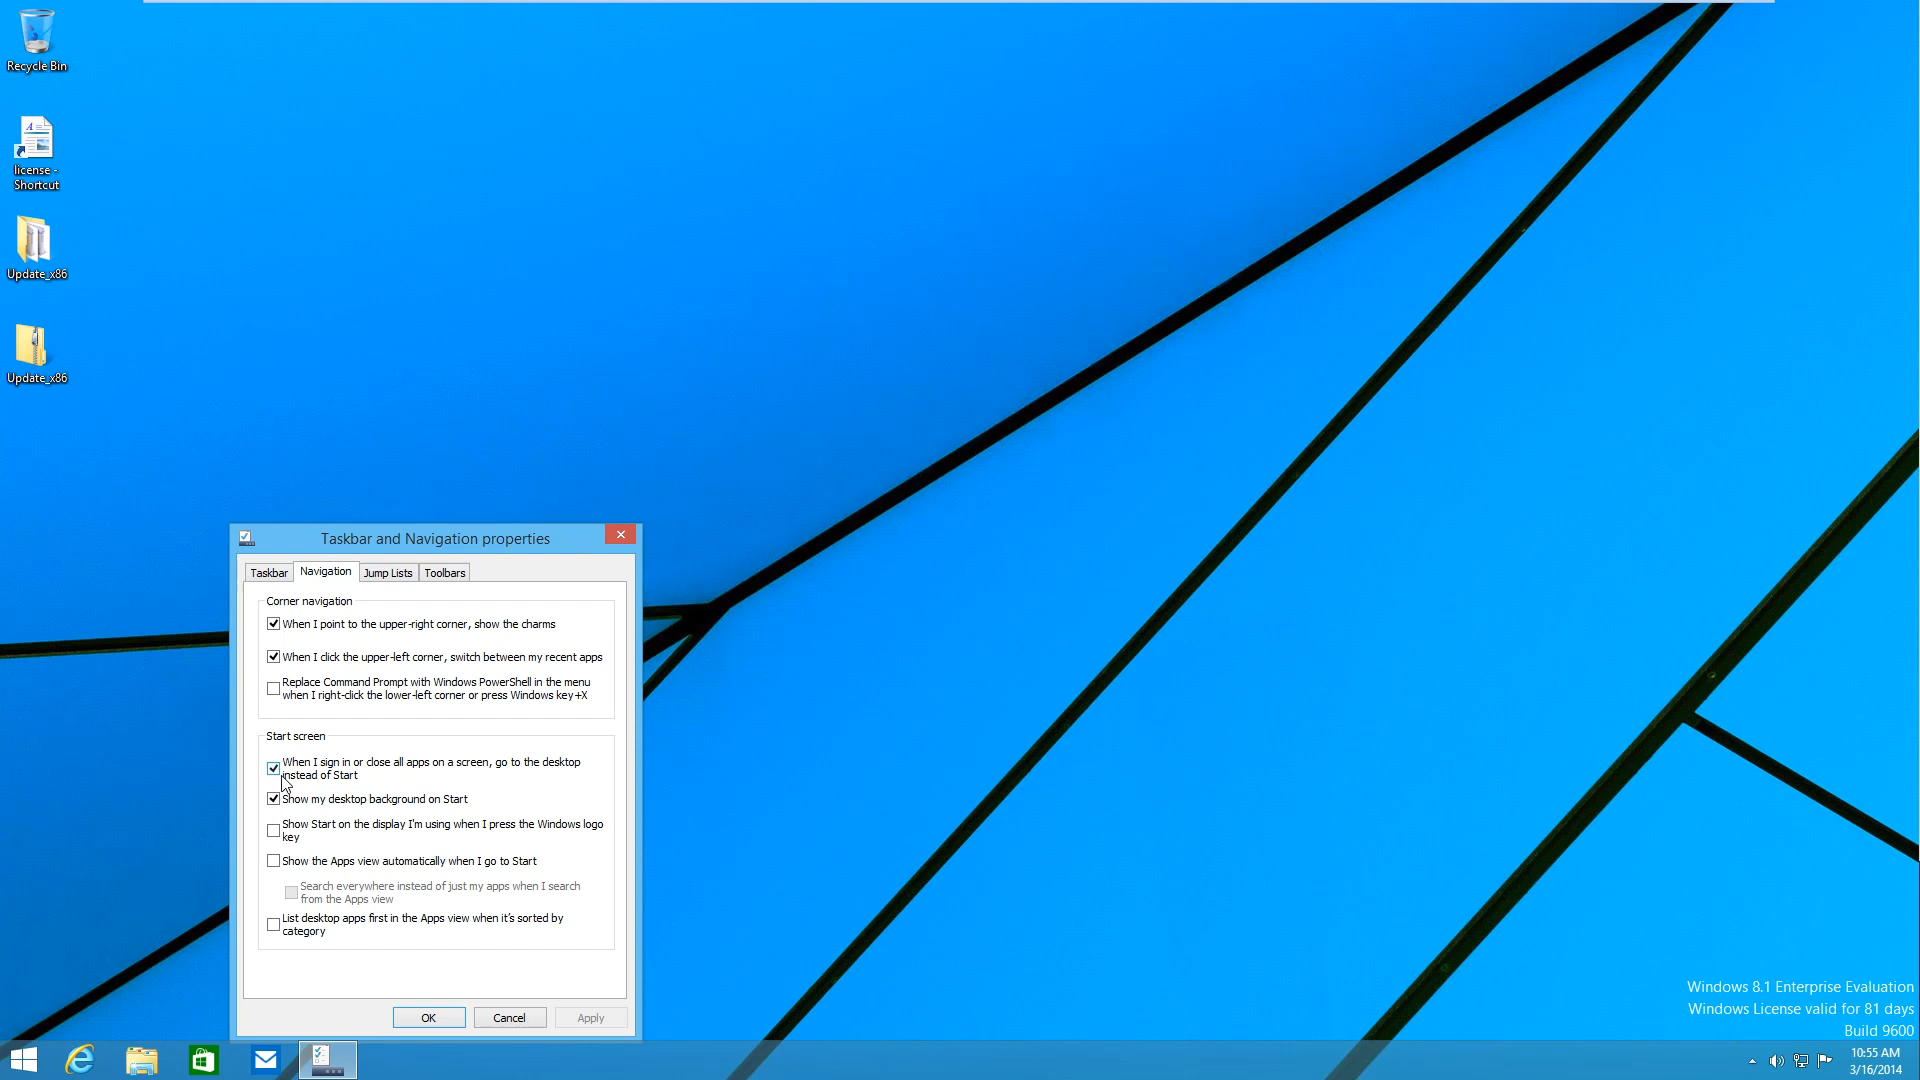 Recycle Bin
license -
Shortcut
Update_x86
Update_x86
Taskbar and Navigation properties
Taskbar
Navigation
Jump Lists
Toolbars
Corner navigation
When I point to the upper-right corner, show the charms
When I click the upper-left corner, switch between my recent apps
Replace Command Prompt with Windows PowerShell in the menu
when I right-click the lower-left corner or press Windows key+X
Start screen
When I sign in or close all apps on a screen, go to the desktop
instead of Start
Show my desktop background on Start
Show Start on the display I'm using when I press the Windows logo
key
Show the Apps view automatically when I go to Start
Search everywhere instead of just my apps when I search
from the Apps view
List desktop apps first in the Apps view when it's sorted by
category
OK
Cancel
Apply
Windows 8.1 Enterprise Evaluation
Windows License valid for 81 days
Build 9600
10:55 AM
3/16/2014